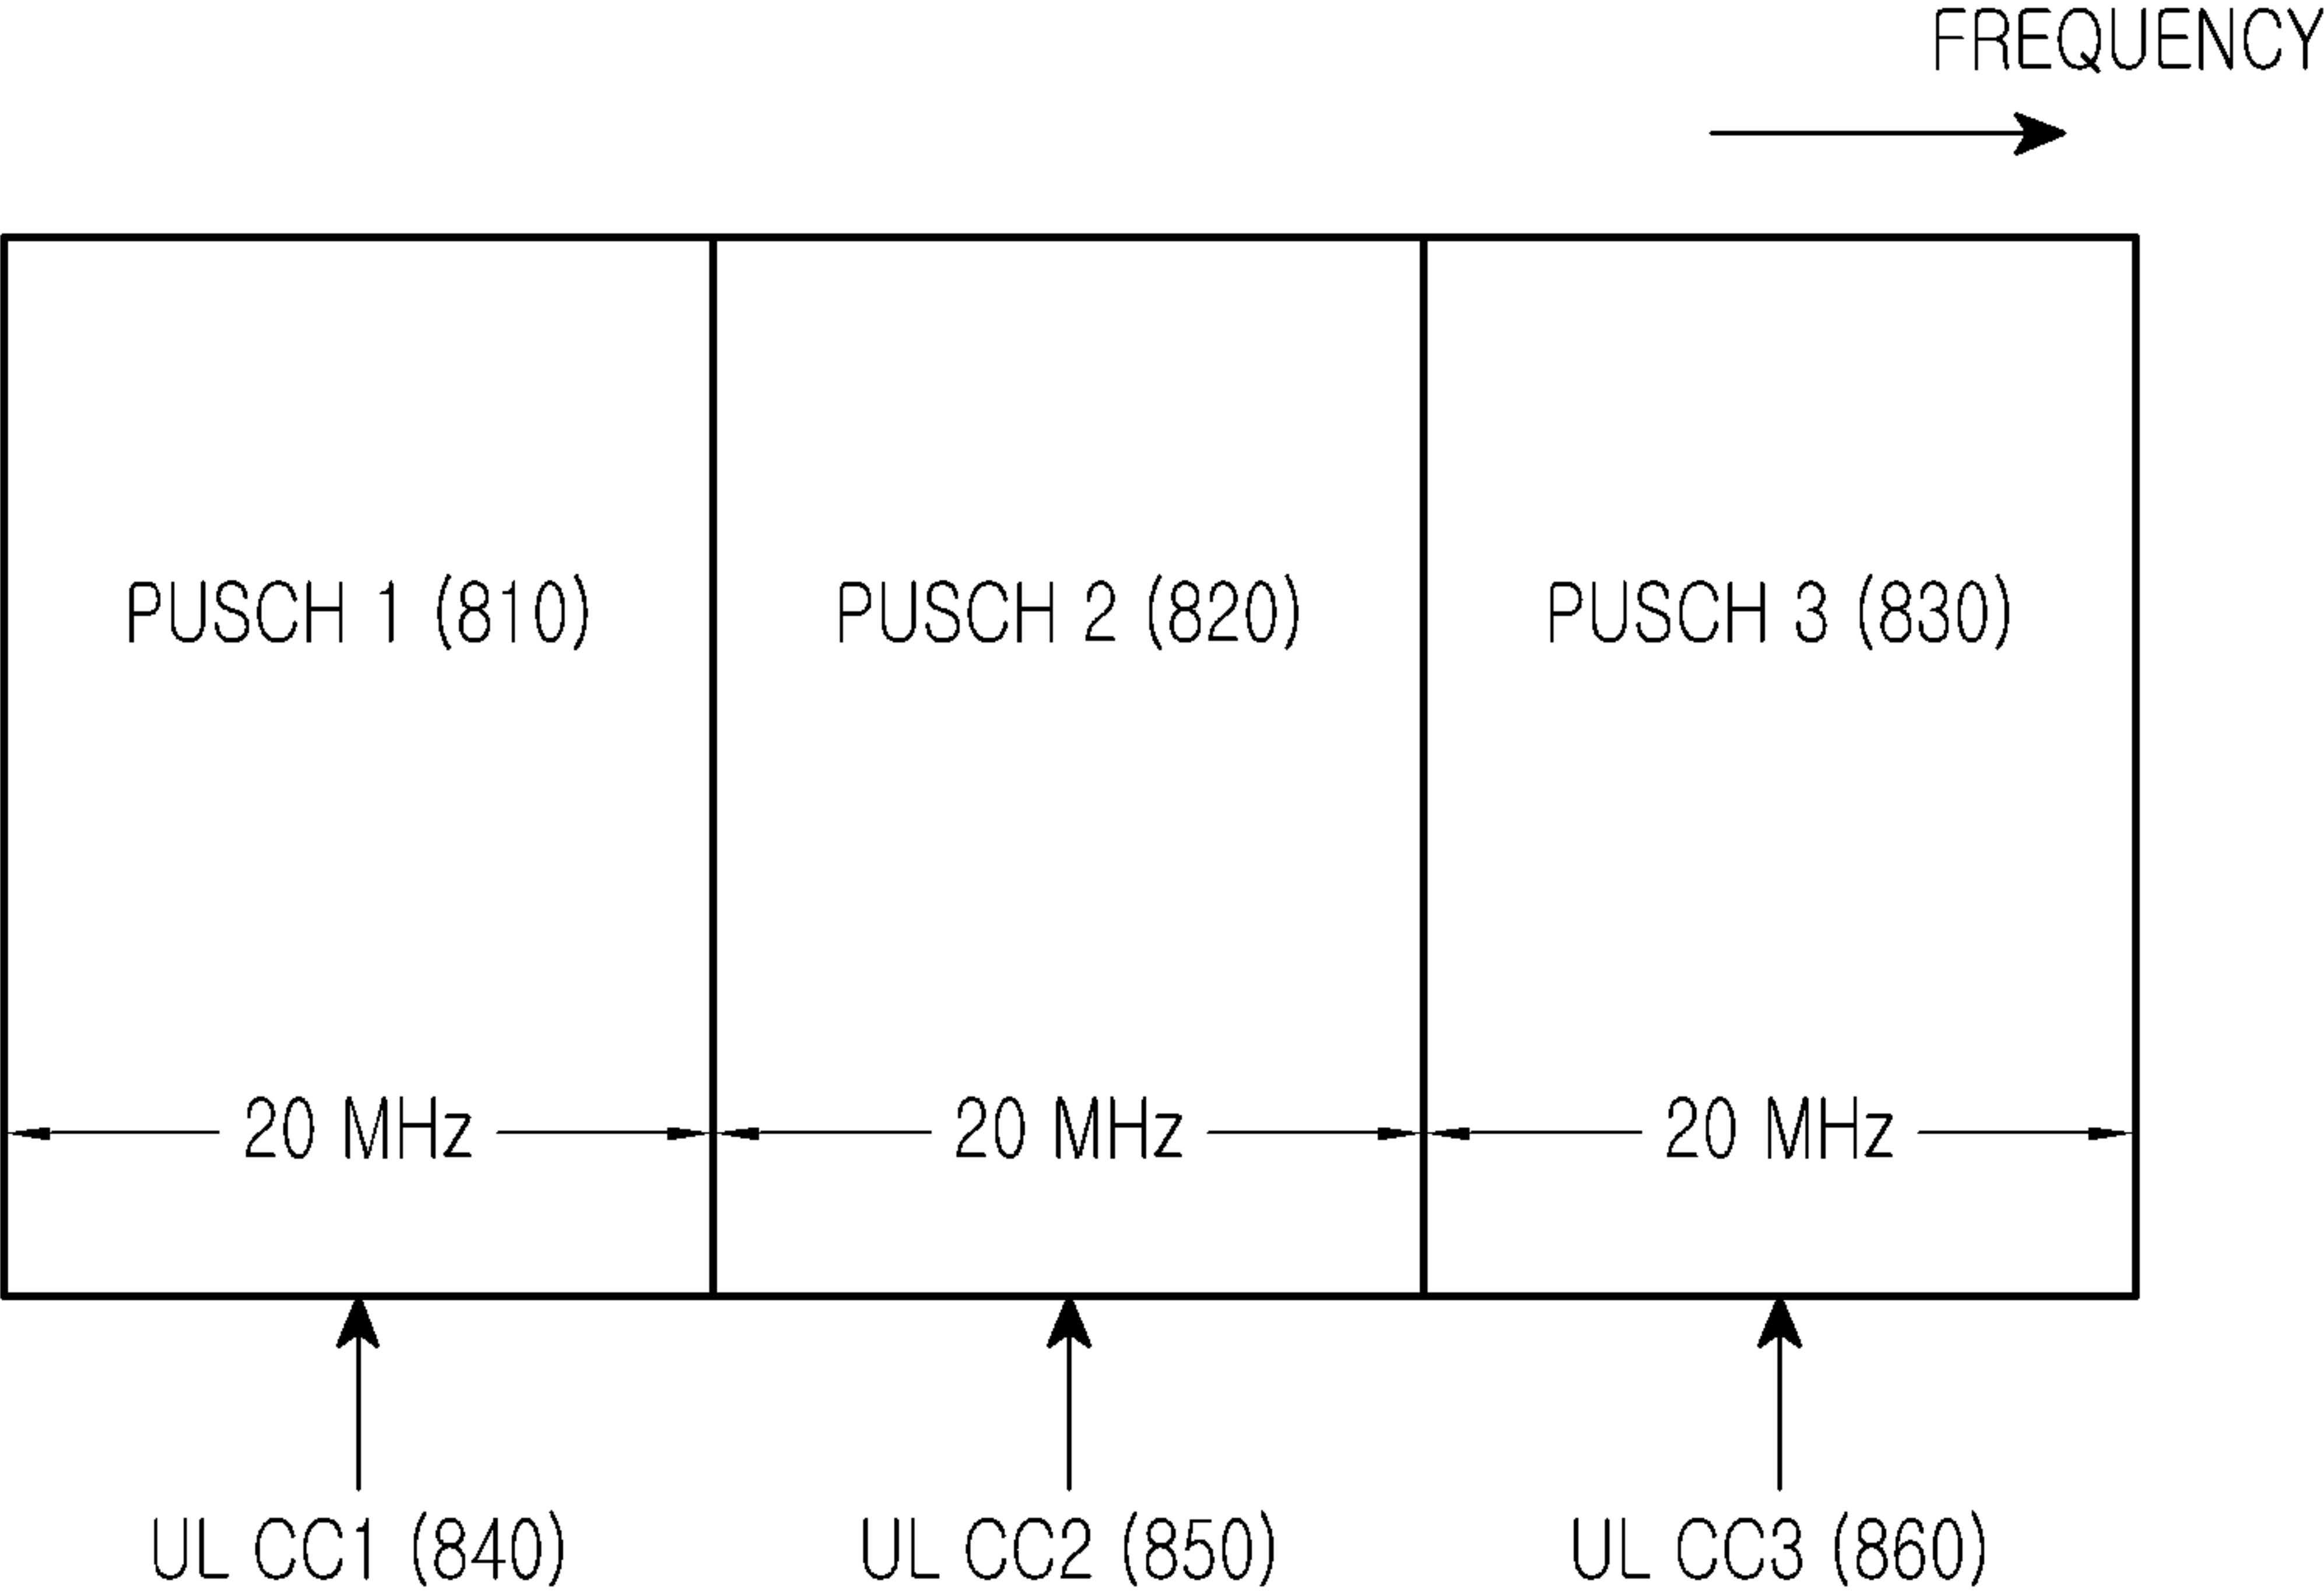 FREQUENCY
PUSCH 1 (810) PUSCH 2 (820) PUSCH 3 (830)
20 MHz 20 MHz 20 MHz
UL CC1 (840) UL CC2 (850) UL CC3 (860)